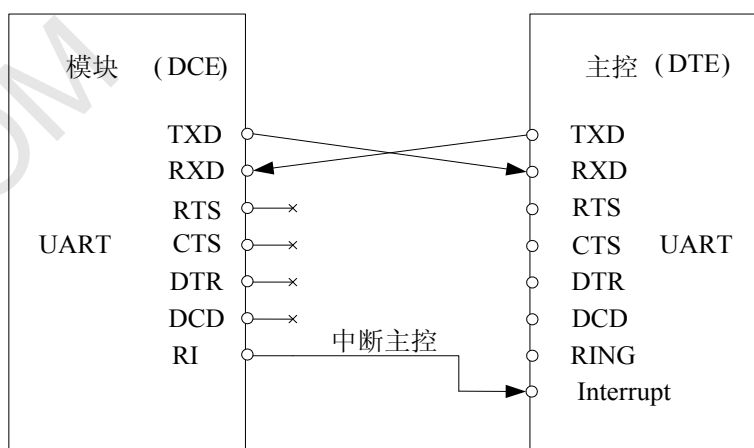 模块 (DCE)
TXD
RXD
RTS
UART CTS
DTR
DCD
RI
中断主控
主控 (DTE)
TXD
RXD
RTS
CTS UART
DTR
DCD
RING
Interrupt